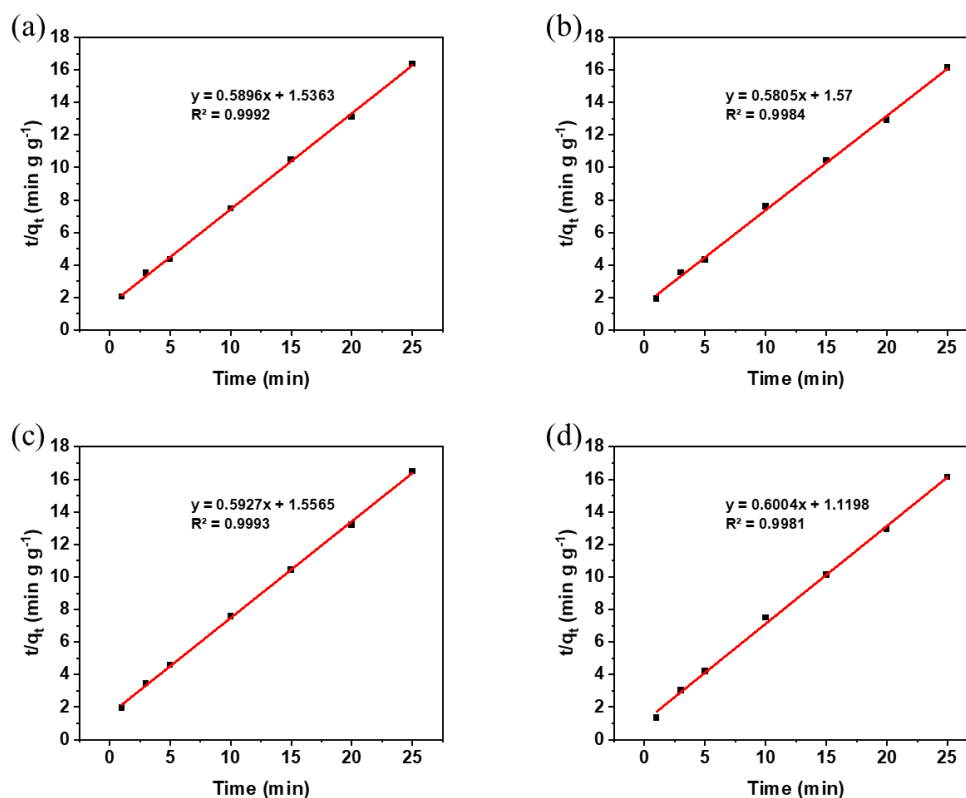 (a)
18
16
14
12
10
8
6
4
2
0
t/qₜ (min g g⁻¹)
y = 0.5896x + 1.5363
R² = 0.9992
0 5 10 15 20 25
Time (min)
(b)
18
16
14
12
10
8
6
4
2
0
t/qₜ (min g g⁻¹)
y = 0.5805x + 1.57
R² = 0.9984
0 5 10 15 20 25
Time (min)
(c)
18
16
14
12
10
8
6
4
2
0
t/qₜ (min g g⁻¹)
y = 0.5927x + 1.5565
R² = 0.9993
0 5 10 15 20 25
Time (min)
(d)
18
16
14
12
10
8
6
4
2
0
t/qₜ (min g g⁻¹)
y = 0.6004x + 1.1198
R² = 0.9981
0 5 10 15 20 25
Time (min)